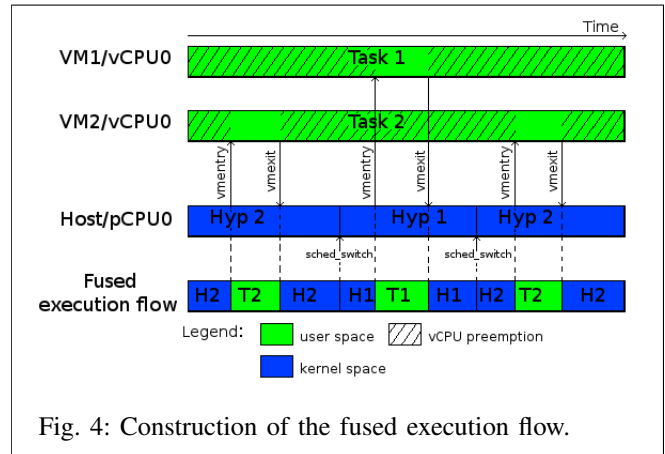 Time
VM1/vCPU0
Task 1
VM2/vCPU0
Task 2
vmentry
vmexit
vmentry
vmexit
vmentry
vmexit
Host/pCPU0
Hyp 2
Hyp 1
Hyp 2
sched_switch
sched_switch
Fused
execution flow
H2 T2 H2 H1 T1 H1 H2 T2 H2
Legend:
user space
vCPU preemption
kernel space
Fig. 4: Construction of the fused execution flow.